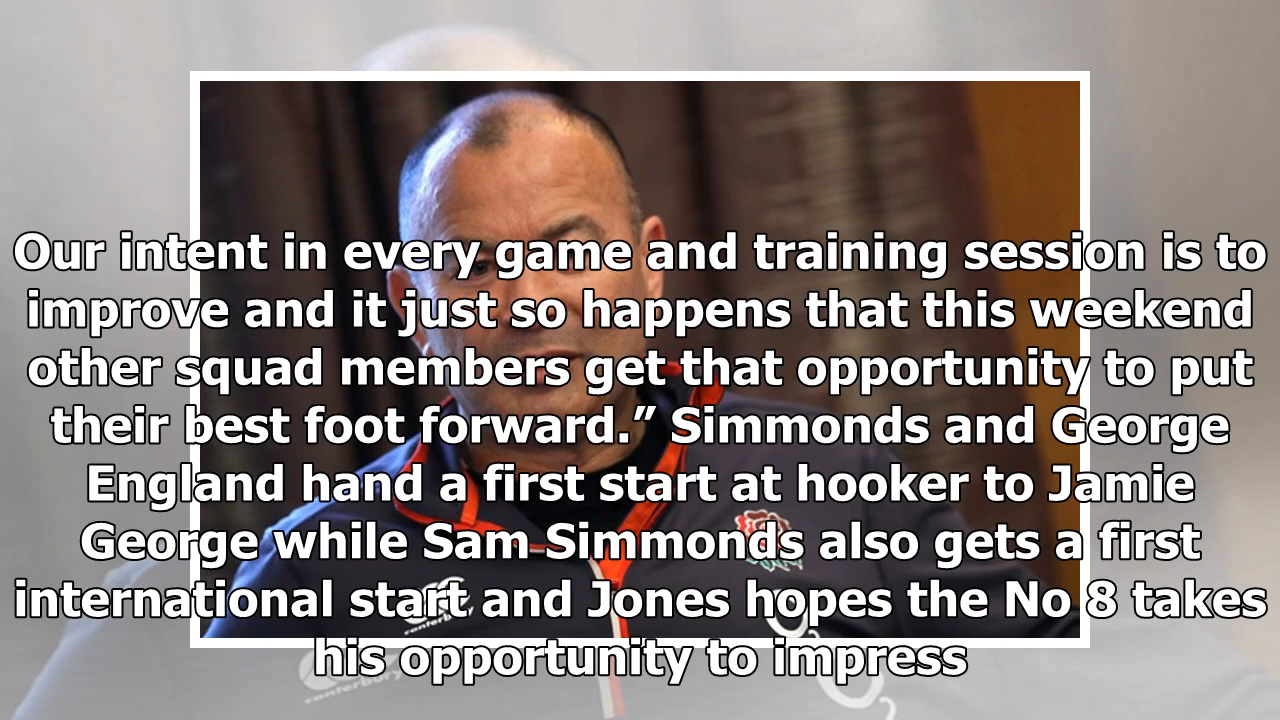 Our intent in every game and training session is to
improve and it just so happens that this weekend
other squad members get that opportunity to put
their best foot forward.” Simmonds and George
England hand a first start at hooker to Jamie
George while Sam Simmonds also gets a first
international start and Jones hopes the No 8 takes
his opportunity to impress
canterbury
canterbury